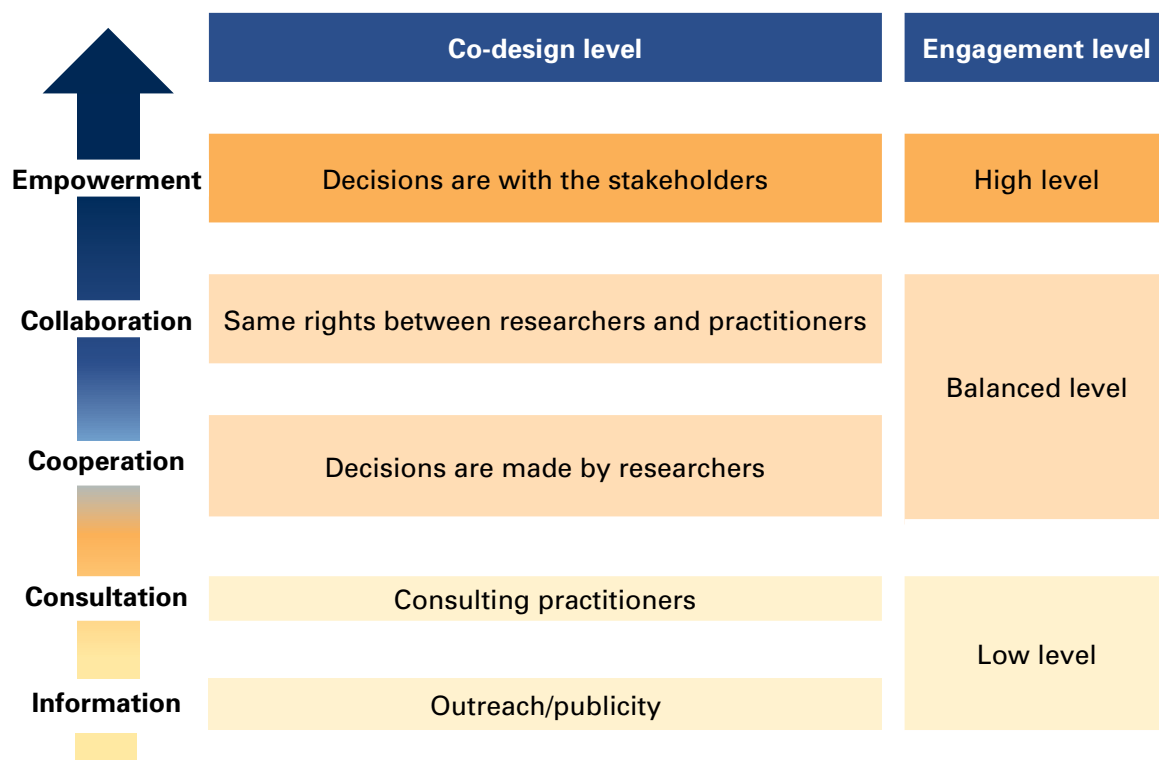 Co-design level
Engagement level
Empowerment
Decisions are with the stakeholders
High level
Collaboration
Same rights between researchers and practitioners
Balanced level
Cooperation
Decisions are made by researchers
Consultation
Consulting practitioners
Low level
Information
Outreach/publicity